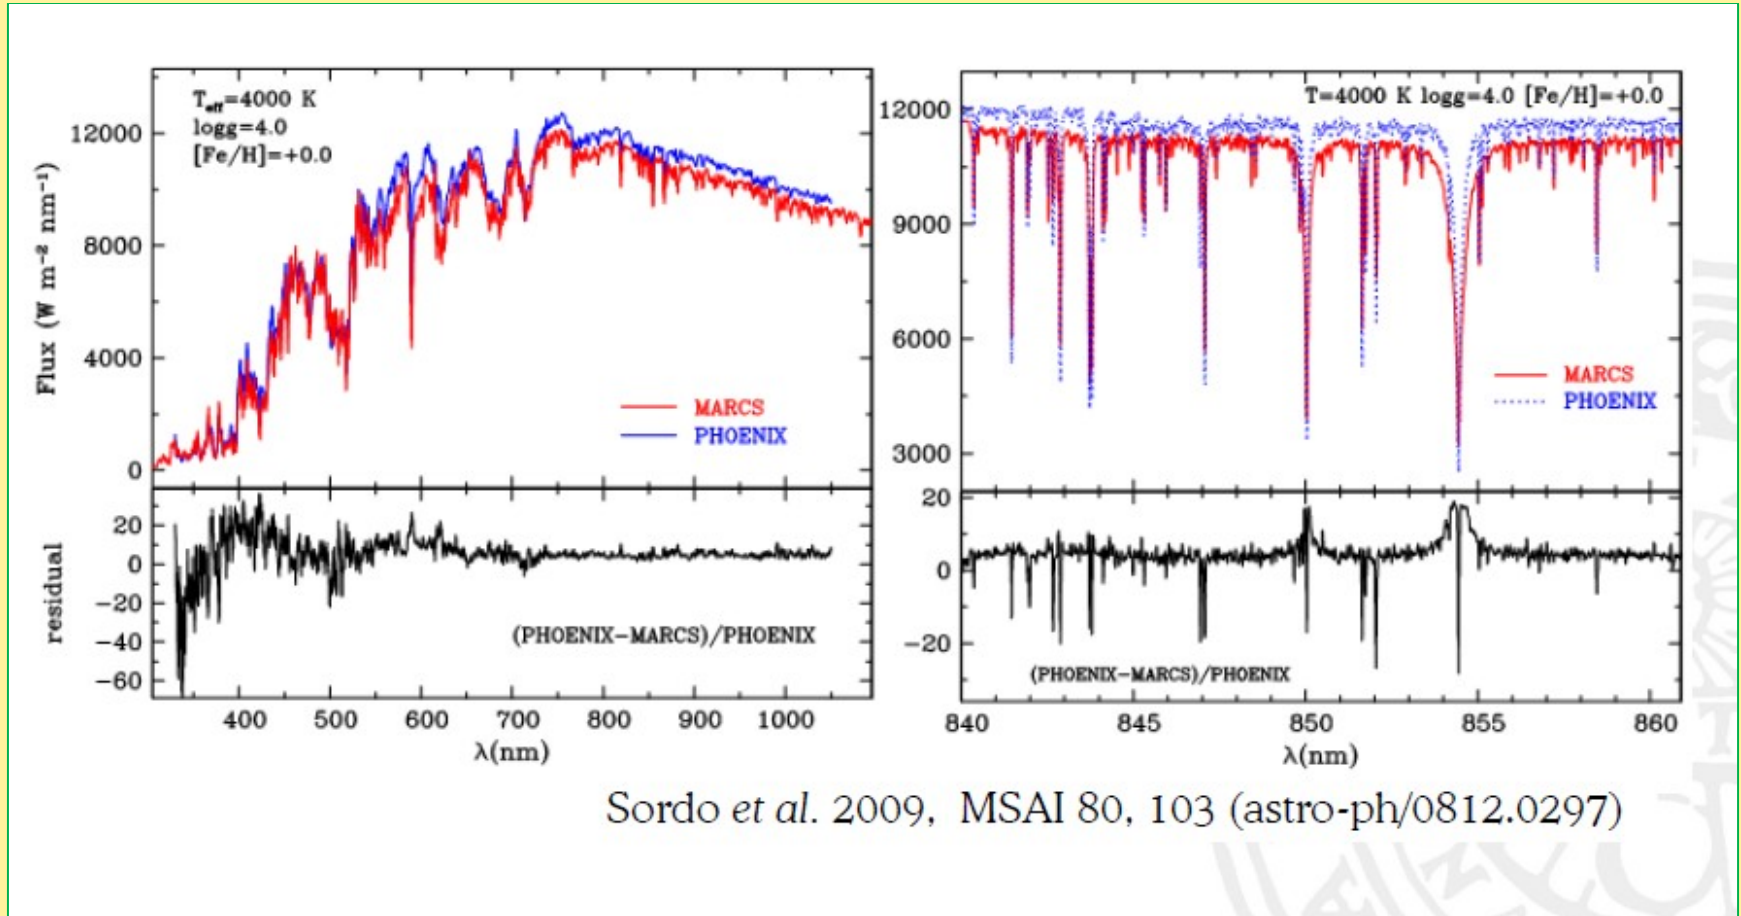 T_eff=4000 K
logg=4.0
[Fe/H]=+0.0
Flux (W m⁻² nm⁻¹)
12000
8000
4000
0
MARCS
PHOENIX
residual
20
0
−20
−40
−60
(PHOENIX−MARCS)/PHOENIX
400 500 600 700 800 900 1000
λ(nm)
T=4000 K logg=4.0 [Fe/H]=+0.0
12000
9000
6000
3000
MARCS
PHOENIX
20
0
−20
(PHOENIX−MARCS)/PHOENIX
840 845 850 855 860
λ(nm)
Sordo et al. 2009, MSAI 80, 103 (astro-ph/0812.0297)